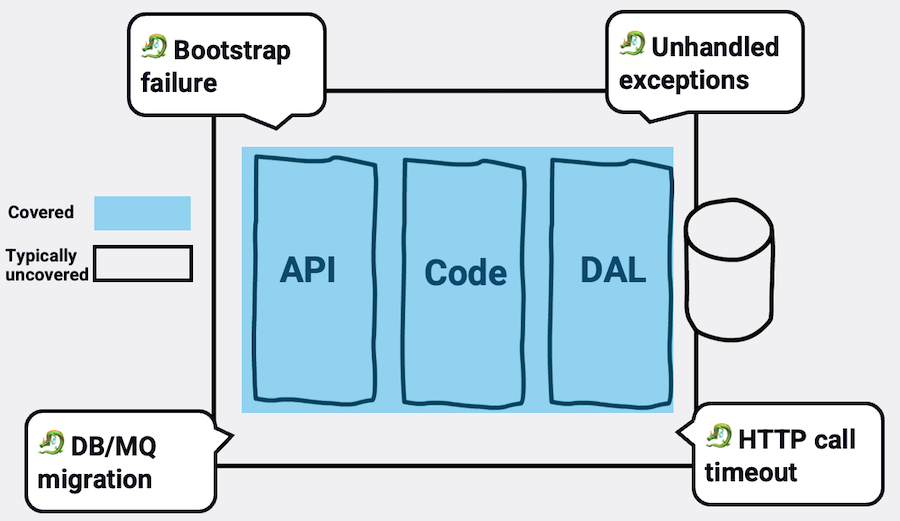 🐉 Bootstrap
failure
🐉 Unhandled
exceptions
Covered
Typically
uncovered
API
Code
DAL
🐉 DB/MQ
migration
🐉 HTTP call
timeout